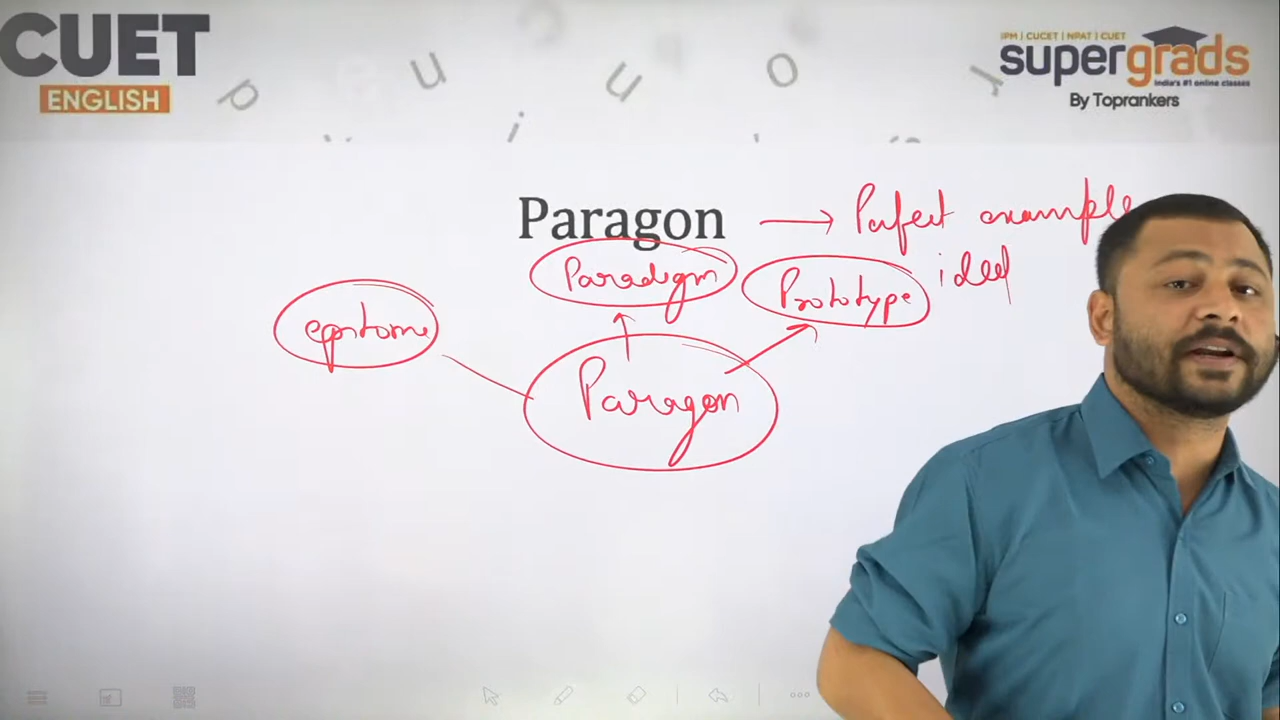 CUET
ENGLISH
IPM | CUCET | NPAT | CUET
supergrads
India's #1 online classes
By Toprankers
Paragon
Perfect example
ideal
Paradigm
Prototype
epitome
Paragon